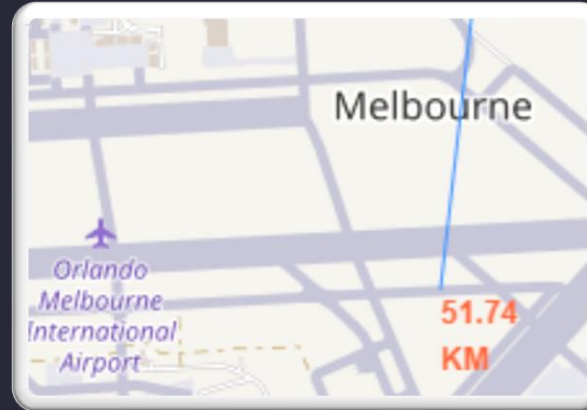 Melbourne
Orlando
Melbourne
International
Airport
51.74
KM